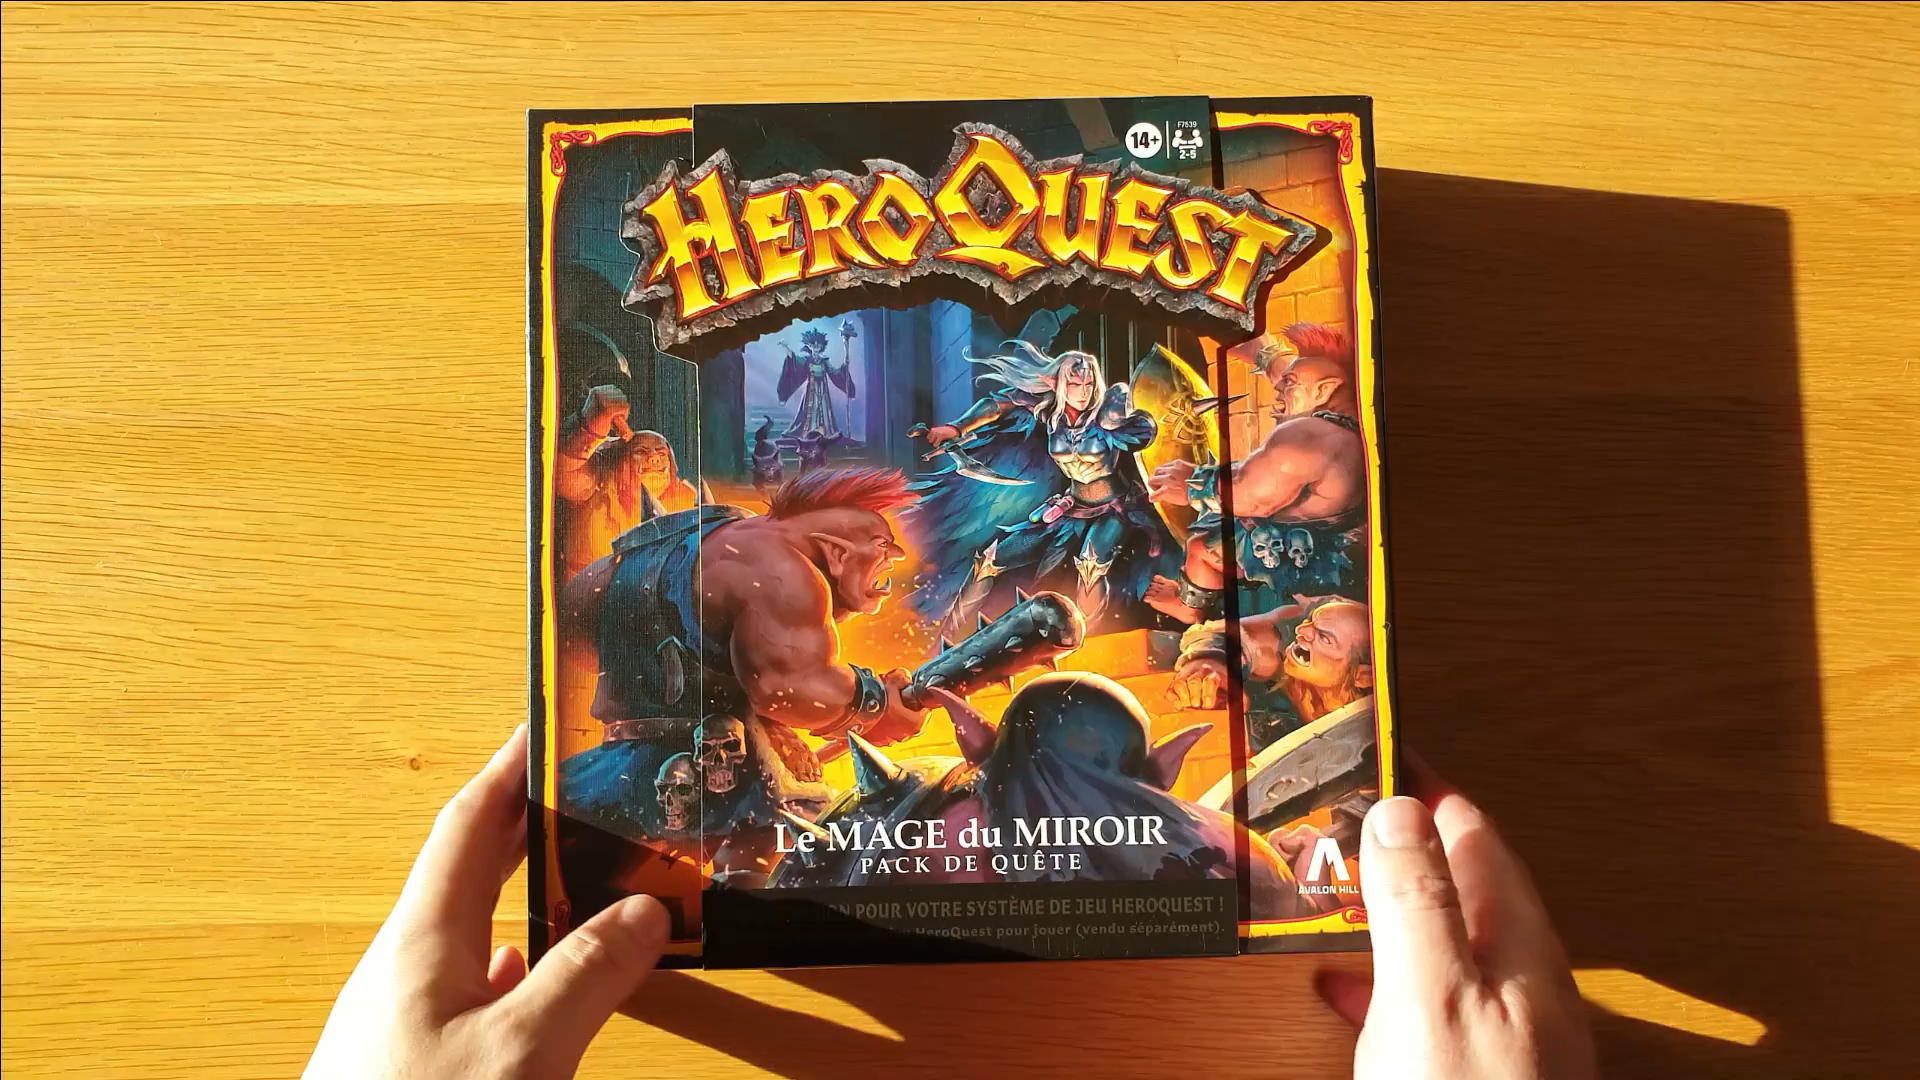 14+
F7539
2-5
HEROQUEST
Le MAGE du MIROIR
PACK DE QUÊTE
POUR VOTRE SYSTÈME DE JEU HEROQUEST !
HeroQuest pour jouer (vendu séparément).
AVALON HILL